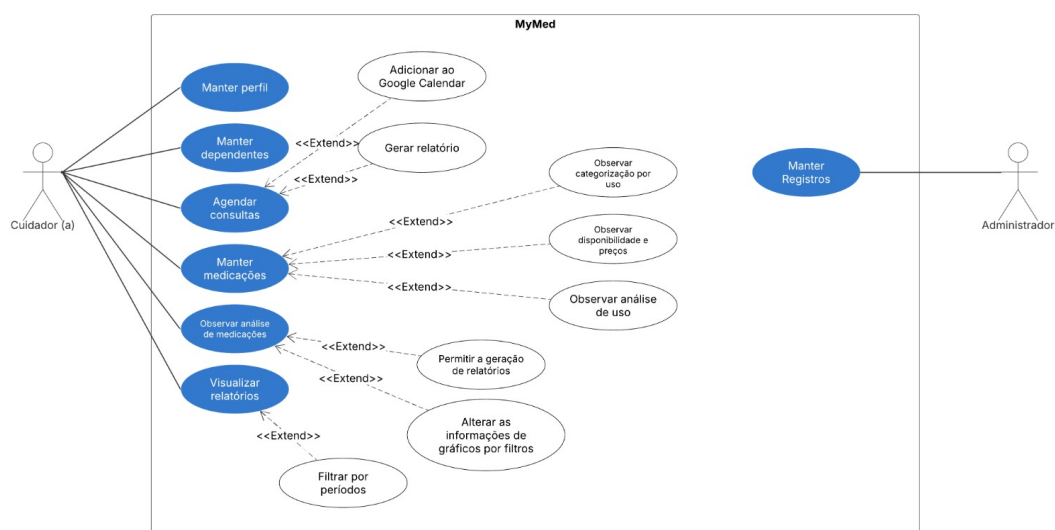 MyMed
Adicionar ao
Google Calendar
Manter perfil
Manter
dependentes
<<Extend>>
Gerar relatório
Observar
categorização por
uso
Manter
Registros
<<Extend>>
Agendar
consultas
Cuidador (a)
Administrador
<<Extend>>
Observar
disponibilidade e
preços
<<Extend>>
Manter
medicações
<<Extend>>
Observar análise
de uso
Observar análise
de medicações
<<Extend>>
Permitir a geração
de relatórios
<<Extend>>
Visualizar
relatórios
Alterar as
informações de
gráficos por filtros
<<Extend>>
Filtrar por
períodos